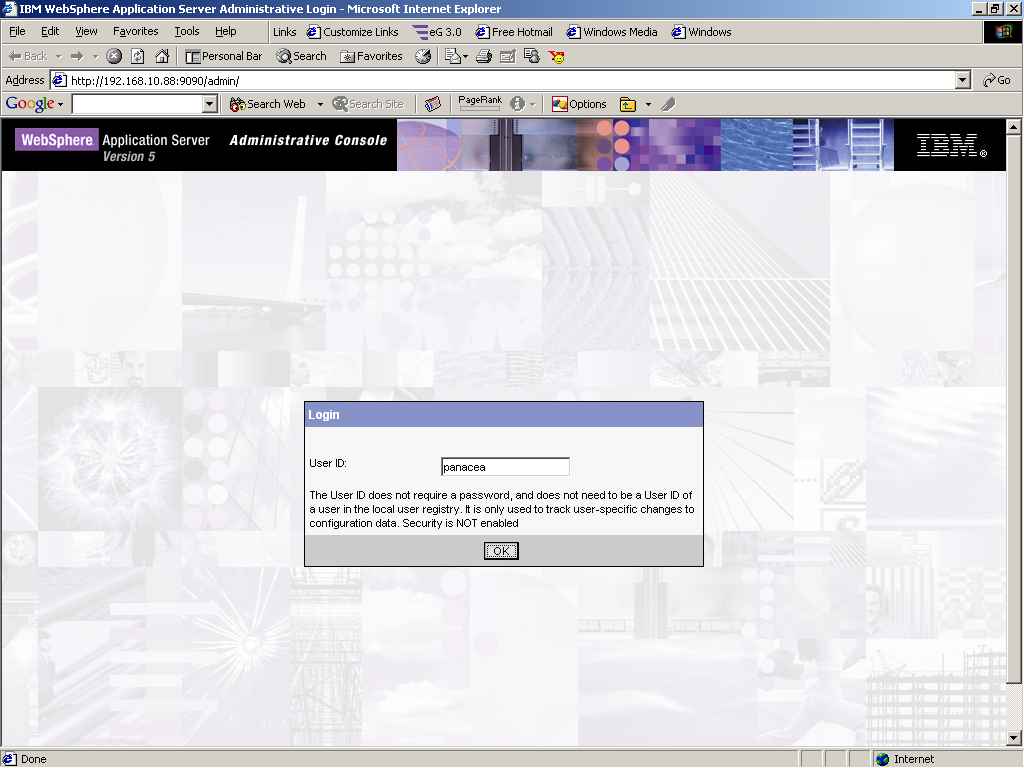 IBM WebSphere Application Server Administrative Login - Microsoft Internet Explorer
File Edit View Favorites Tools Help Links Customize Links eG 3.0 Free Hotmail Windows Media Windows
Back Personal Bar Search Favorites
Address http://192.168.10.88:9090/admin/ Go
Google Search Web Search Site PageRank Options
WebSphere Application Server Administrative Console IBM®
Version 5
Login
User ID: panacea
The User ID does not require a password, and does not need to be a User ID of
a user in the local user registry. It is only used to track user-specific changes to
configuration data. Security is NOT enabled
OK
Done Internet